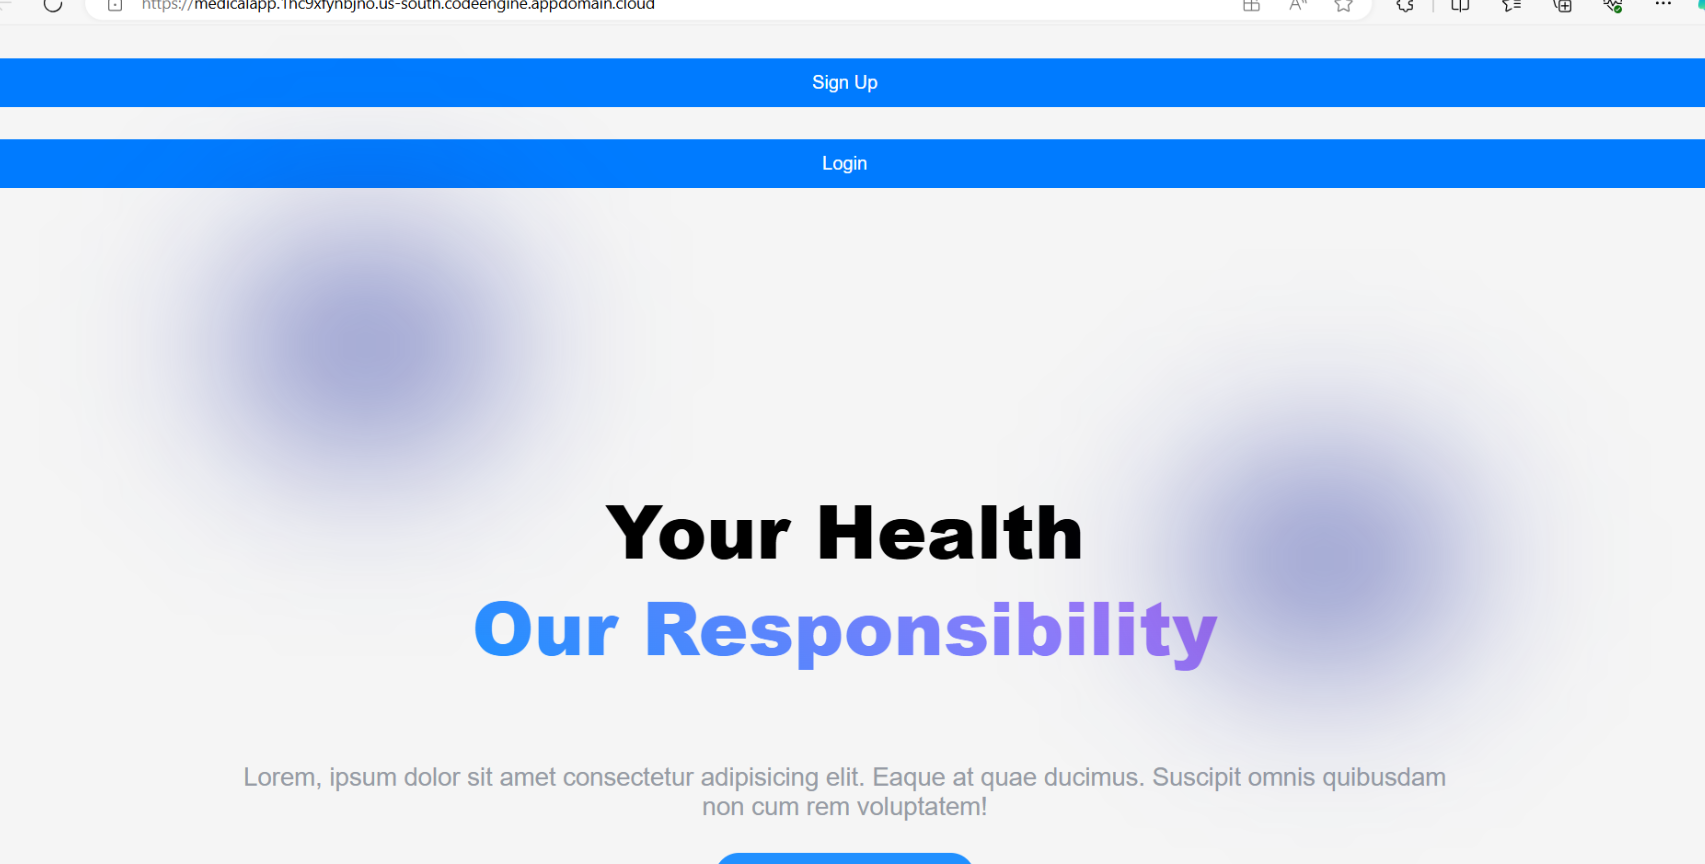 https://medicalapp.1hc9xfynbjno.us-south.codeengine.appdomain.cloud
Sign Up
Login
Your Health
Our Responsibility
Lorem, ipsum dolor sit amet consectetur adipisicing elit. Eaque at quae ducimus. Suscipit omnis quibusdam
non cum rem voluptatem!